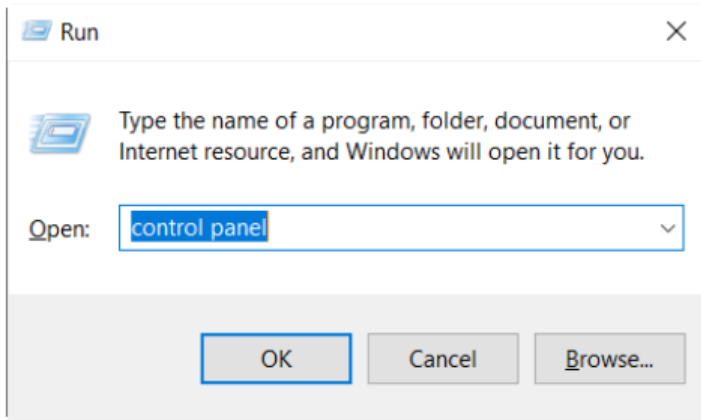 Run
Type the name of a program, folder, document, or
Internet resource, and Windows will open it for you.
Open: control panel
OK Cancel Browse...